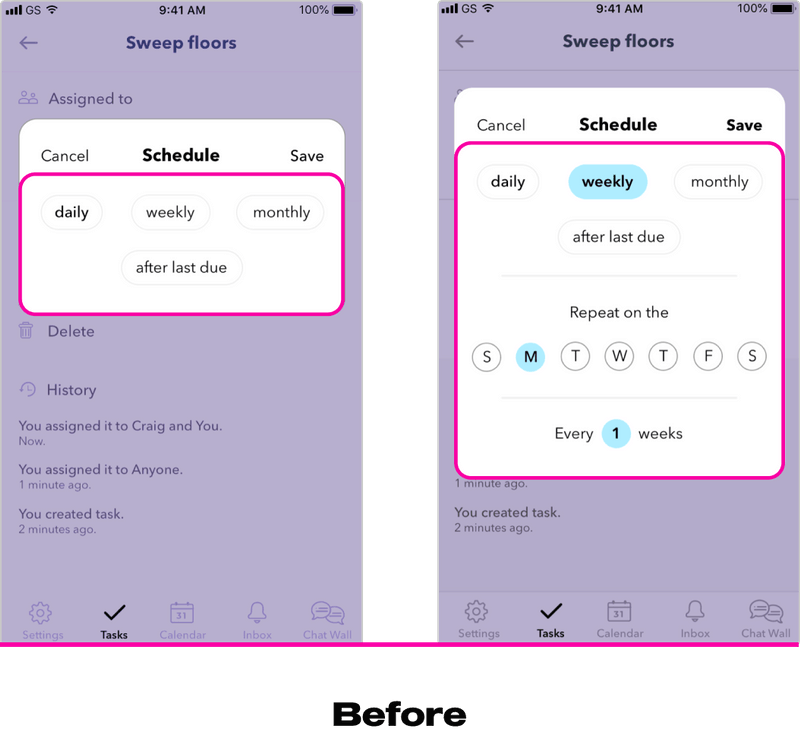 GS 9:41 AM 100%
Sweep floors
Assigned to
Cancel Schedule Save
daily weekly monthly
after last due
Delete
History
You assigned it to Craig and You.
Now.
You assigned it to Anyone.
1 minute ago.
You created task.
2 minutes ago.
31
Settings Tasks Calendar Inbox Chat Wall
GS 9:41 AM 100%
Sweep floors
Cancel Schedule Save
daily weekly monthly
after last due
Repeat on the
S M T W T F S
Every 1 weeks
1 minute ago.
You created task.
2 minutes ago.
31
Settings Tasks Calendar Inbox Chat Wall
Before